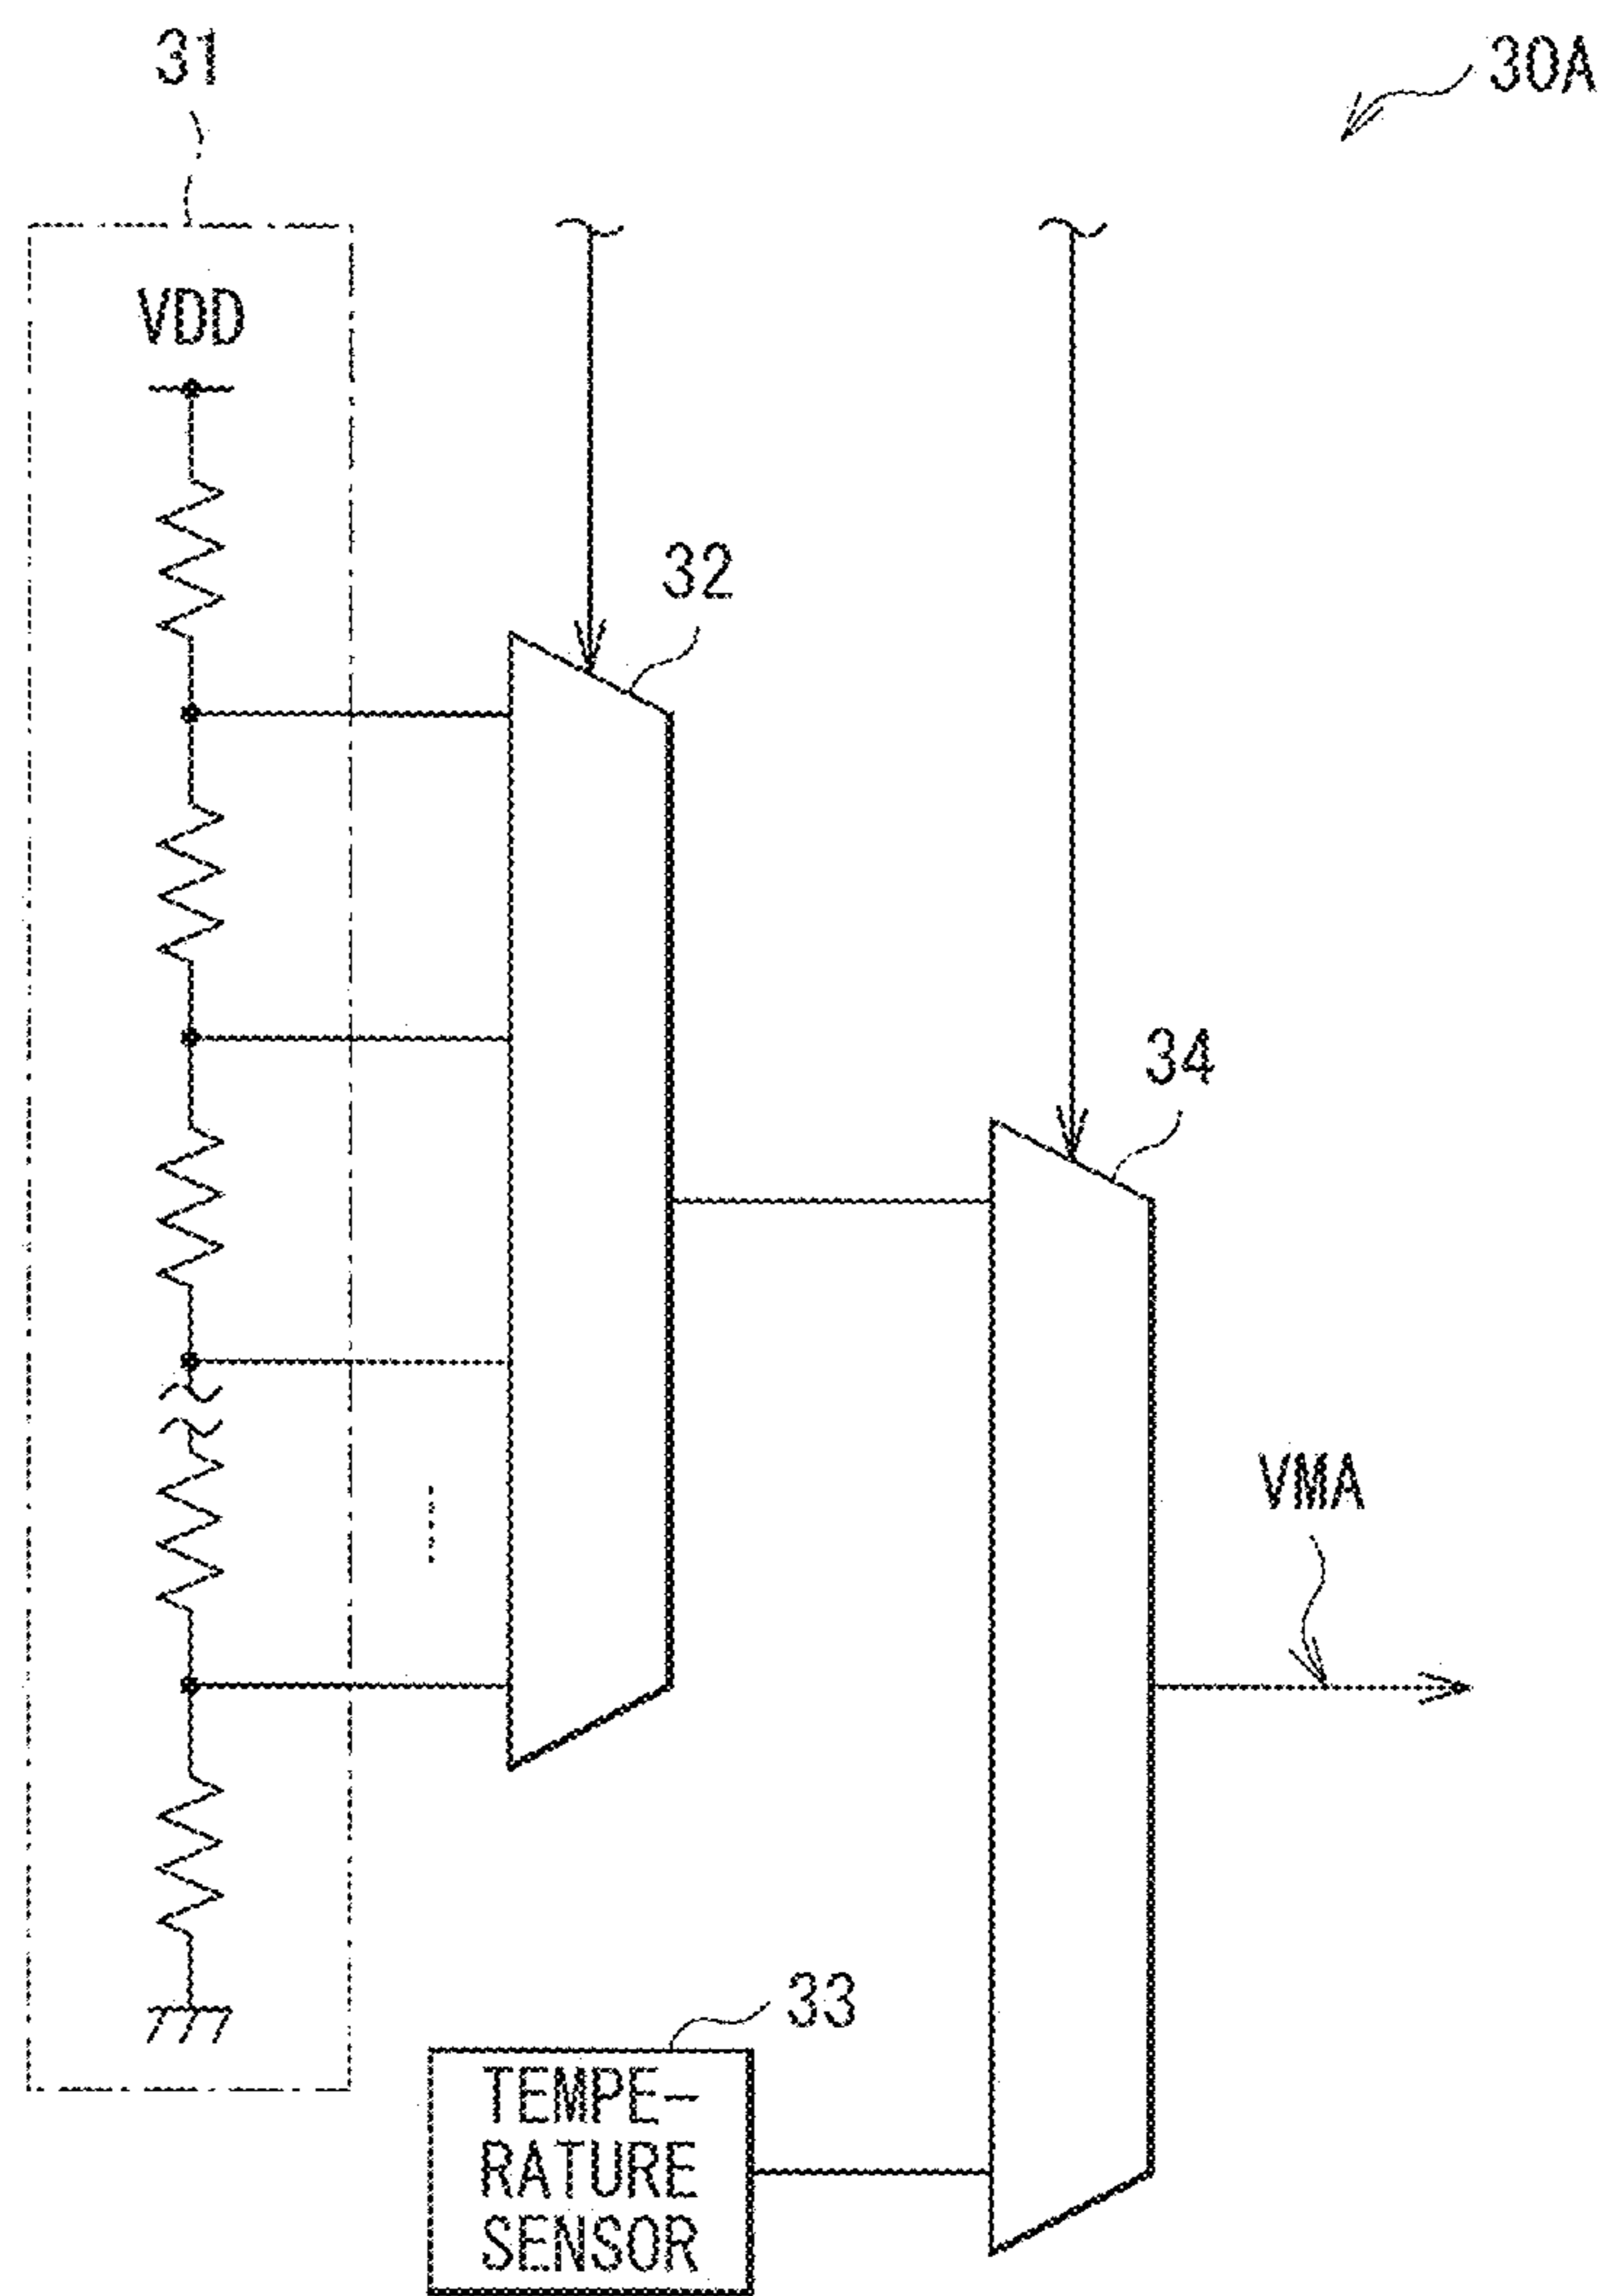 31
30A
VDD
32
34
VMA
33
TEMPE-
RATURE
SENSOR